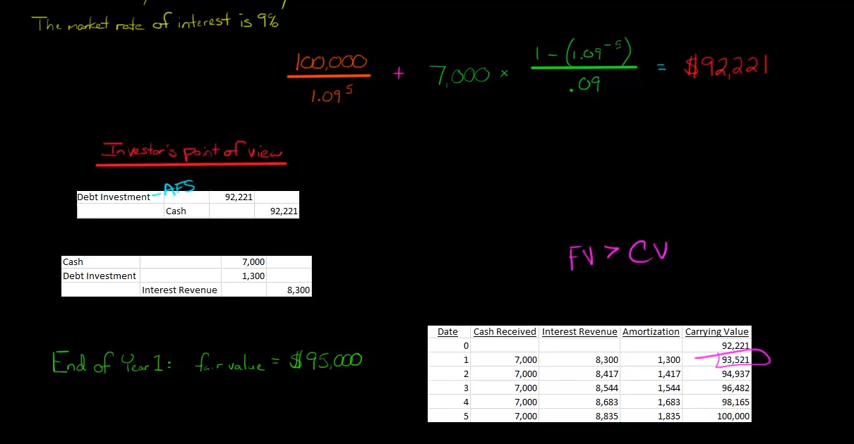 The market rate of interest is 9%
100,000 / 1.09^5 + 7,000 × 1 - (1.09^-5) / .09 = $92,221
Investor's point of view
AFS
Debt Investment 92,221
Cash 92,221
FV > CV
Cash 7,000
Debt Investment 1,300
Interest Revenue 8,300
End of Year 1: fair value = $95,000
Date Cash Received Interest Revenue Amortization Carrying Value
0 92,221
1 7,000 8,300 1,300 93,521
2 7,000 8,417 1,417 94,937
3 7,000 8,544 1,544 96,482
4 7,000 8,683 1,683 98,165
5 7,000 8,835 1,835 100,000